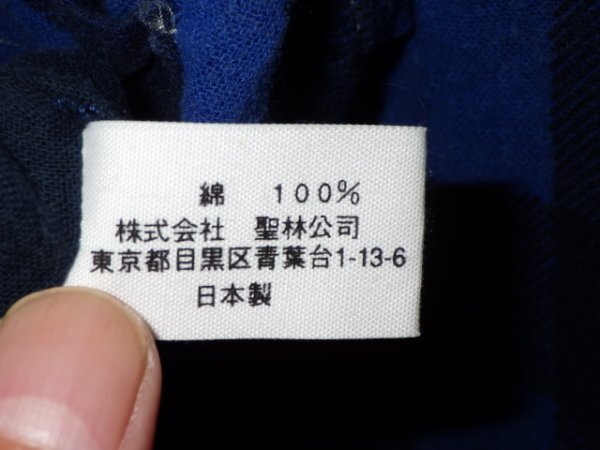 綿 100%
株式会社 聖林公司
東京都目黒区青葉台1-13-6
日本製